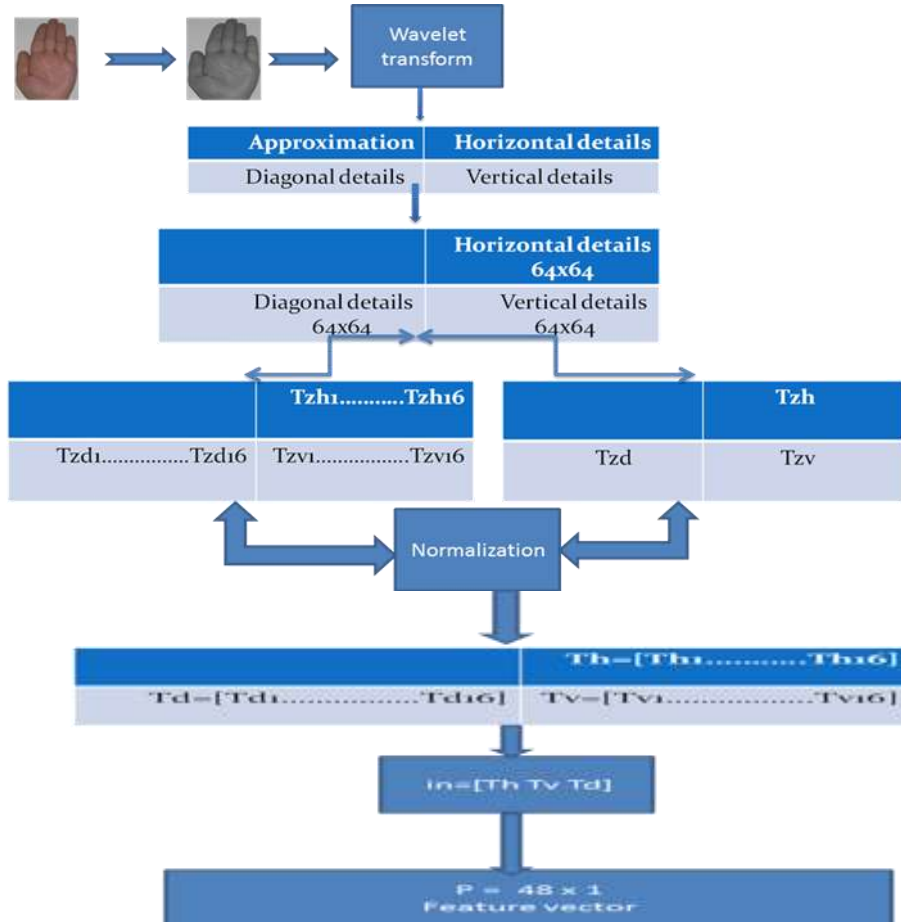 Wavelet
transform
Approximation Horizontal details
Diagonal details Vertical details
Horizontal details
64x64
Diagonal details Vertical details
64x64 64x64
Tzh1...........Tzh16 Tzh
Tzd1................Tzd16 Tzv1.................Tzv16 Tzd Tzv
Normalization
Th=[Th1............Th16]
Td=[Td1.................Td16] Tv=[Tv1..................Tv16]
in=[Th Tv Td]
P = 48 x 1
Feature vector